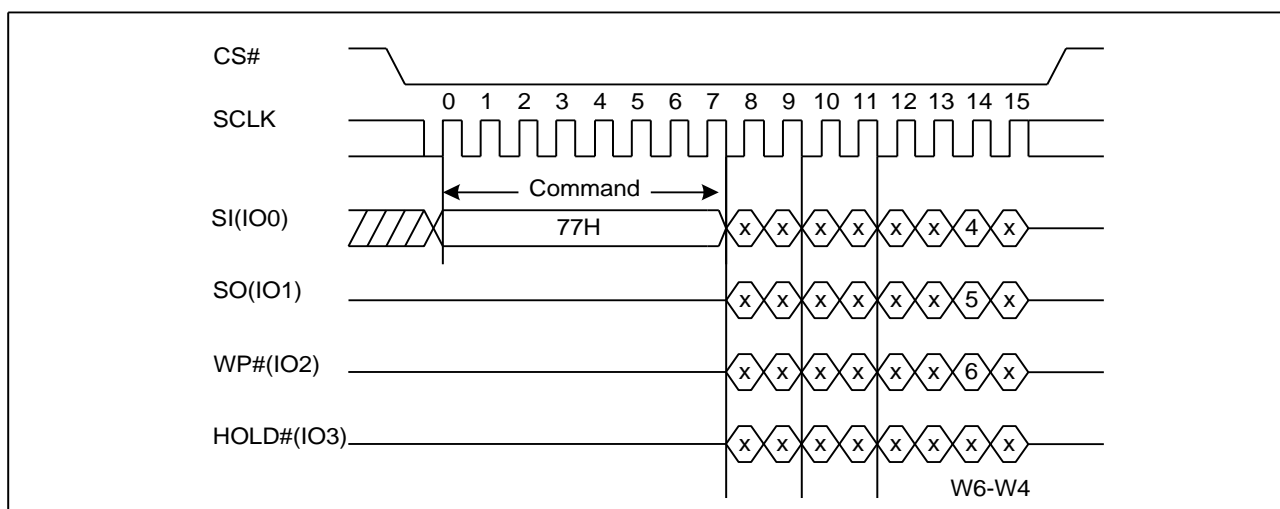 CS#
0 1 2 3 4 5 6 7 8 9 10 11 12 13 14 15
SCLK
Command
SI(IO0) 77H x x x x x x 4 x
SO(IO1) x x x x x x 5 x
WP#(IO2) x x x x x x 6 x
HOLD#(IO3) x x x x x x x x
W6-W4